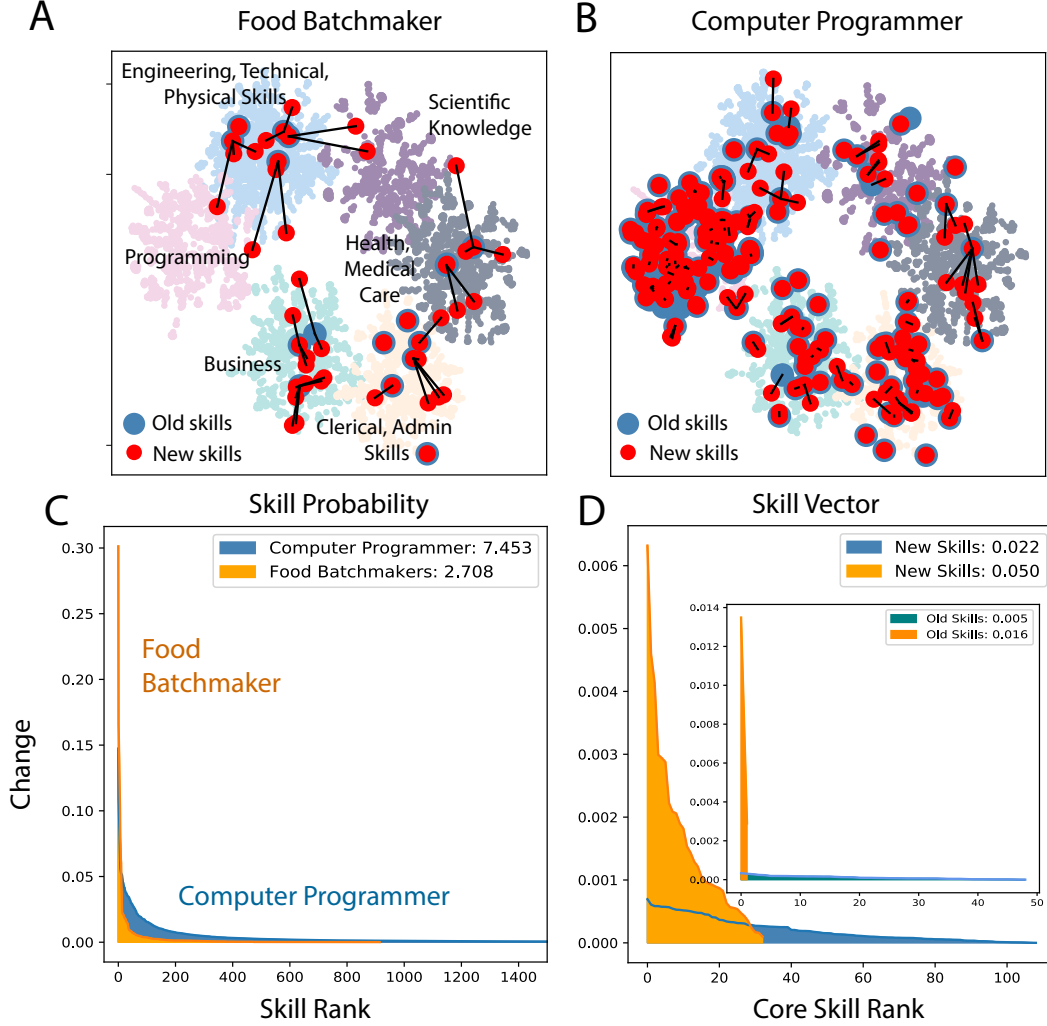 A
Food Batchmaker
B
Computer Programmer
Engineering, Technical,
Physical Skills
Scientific
Knowledge
Programming
Health,
Medical
Care
Business
Old skills
New skills
Clerical, Admin
Skills
Old skills
New skills
C
Skill Probability
D
Skill Vector
Computer Programmer: 7.453
Food Batchmakers: 2.708
Food
Batchmaker
Computer Programmer
0.30
0.25
0.20
0.15
0.10
0.05
0.00
0 200 400 600 800 1000 1200 1400
Change
Skill Rank
New Skills: 0.022
New Skills: 0.050
0.006
0.005
0.004
0.003
0.002
0.001
0.000
0 20 40 60 80 100
Core Skill Rank
Old Skills: 0.005
Old Skills: 0.016
0.014
0.012
0.010
0.008
0.006
0.004
0.002
0.000
0 10 20 30 40 50